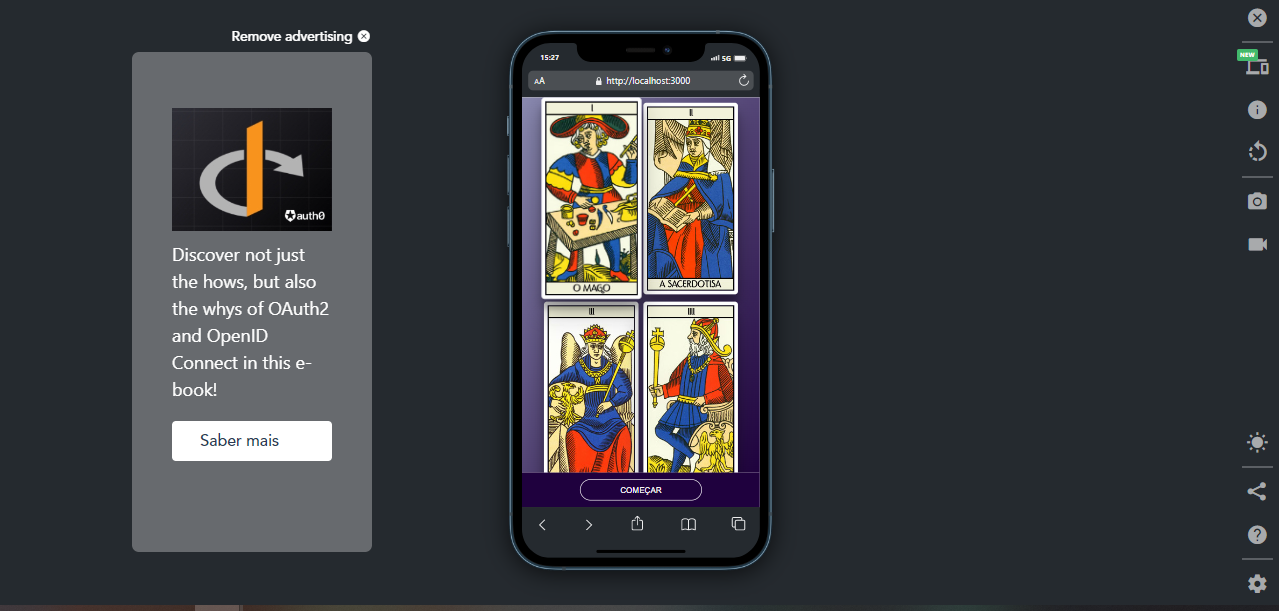 Remove advertising
auth0
Discover not just
the hows, but also
the whys of OAuth2
and OpenID
Connect in this e-
book!
Saber mais
15:27
5G
AA
http://localhost:3000
I
II
O MAGO
A SACERDOTISA
III
IIII
COMEÇAR
NEW